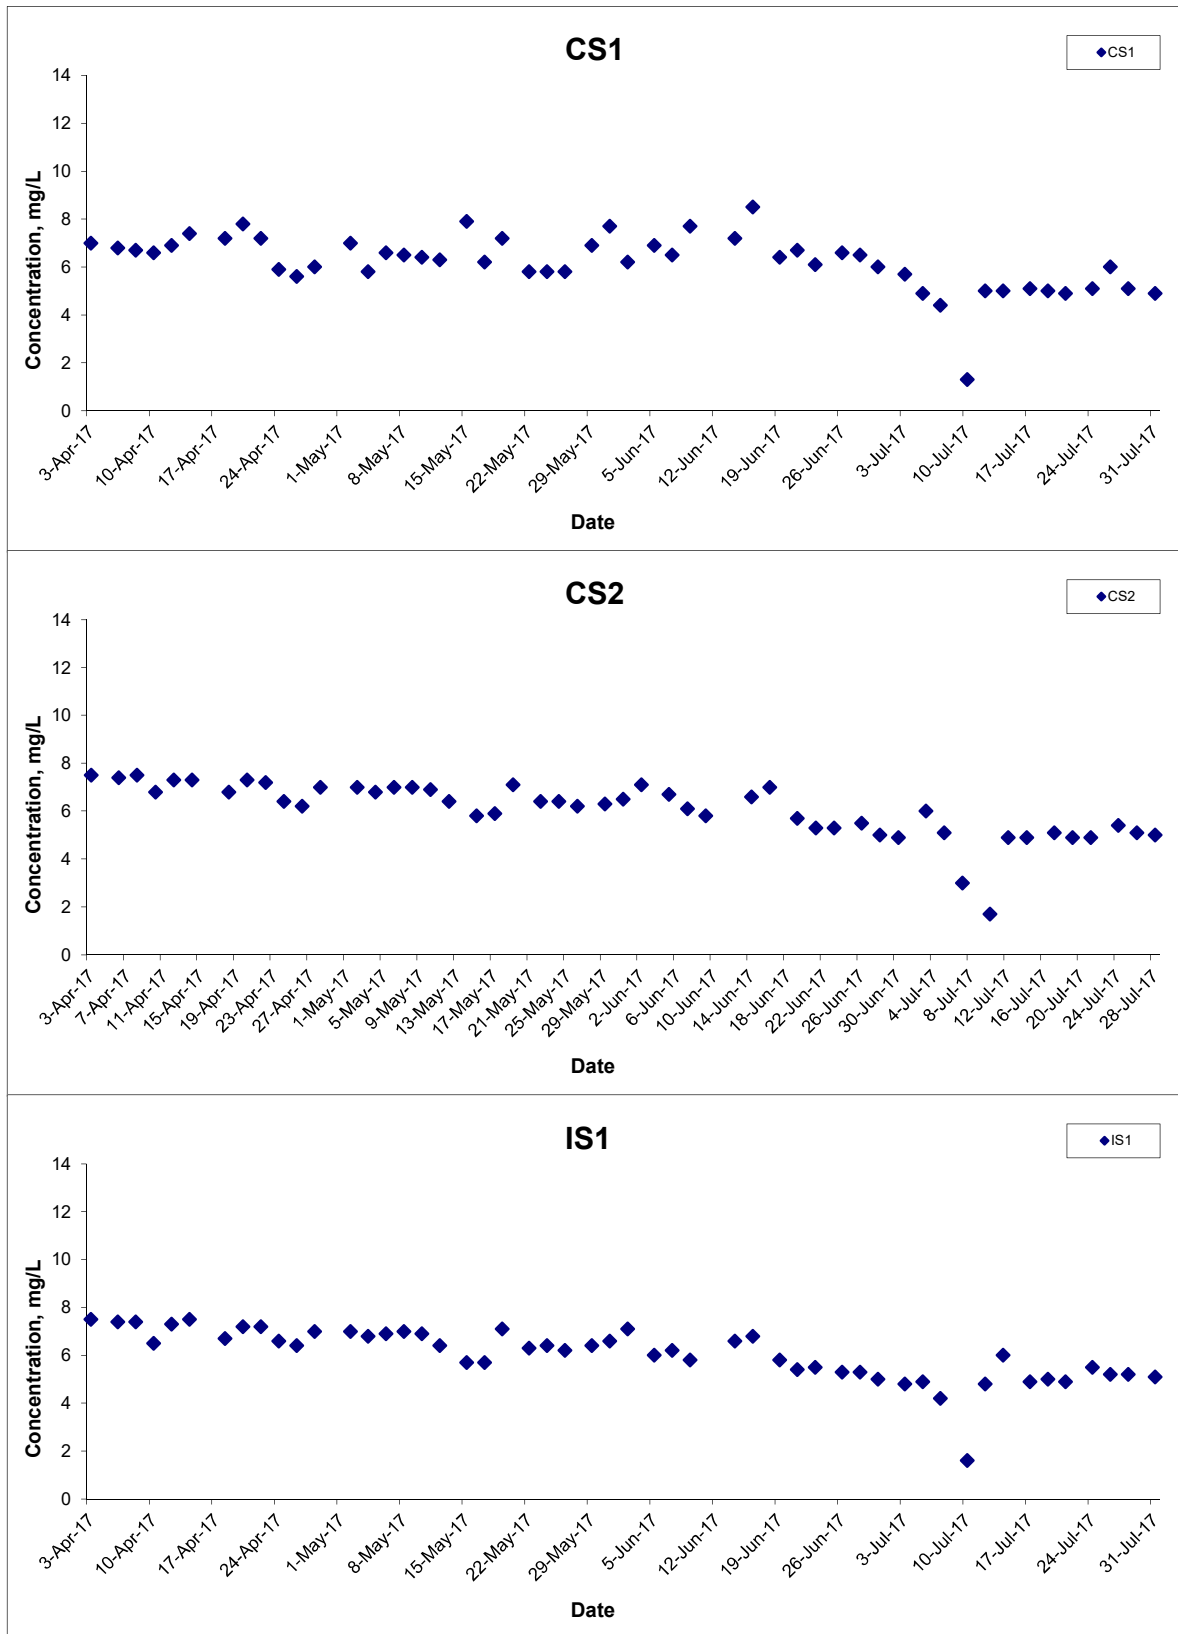 CS1
CS1
14
12
10
8
6
4
2
0
Concentration, mg/L
3-Apr-17
10-Apr-17
17-Apr-17
24-Apr-17
1-May-17
8-May-17
15-May-17
22-May-17
29-May-17
5-Jun-17
12-Jun-17
19-Jun-17
26-Jun-17
3-Jul-17
10-Jul-17
17-Jul-17
24-Jul-17
31-Jul-17
Date
CS2
CS2
14
12
10
8
6
4
2
0
Concentration, mg/L
3-Apr-17
7-Apr-17
11-Apr-17
15-Apr-17
19-Apr-17
23-Apr-17
27-Apr-17
1-May-17
5-May-17
9-May-17
13-May-17
17-May-17
21-May-17
25-May-17
29-May-17
2-Jun-17
6-Jun-17
10-Jun-17
14-Jun-17
18-Jun-17
22-Jun-17
26-Jun-17
30-Jun-17
4-Jul-17
8-Jul-17
12-Jul-17
16-Jul-17
20-Jul-17
24-Jul-17
28-Jul-17
Date
IS1
IS1
14
12
10
8
6
4
2
0
Concentration, mg/L
3-Apr-17
10-Apr-17
17-Apr-17
24-Apr-17
1-May-17
8-May-17
15-May-17
22-May-17
29-May-17
5-Jun-17
12-Jun-17
19-Jun-17
26-Jun-17
3-Jul-17
10-Jul-17
17-Jul-17
24-Jul-17
31-Jul-17
Date